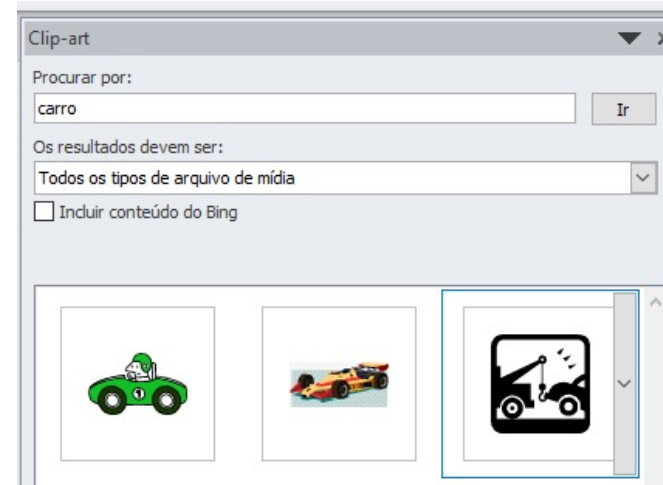 Clip-art
Procurar por:
carro
Ir
Os resultados devem ser:
Todos os tipos de arquivo de mídia
Incluir conteúdo do Bing
1